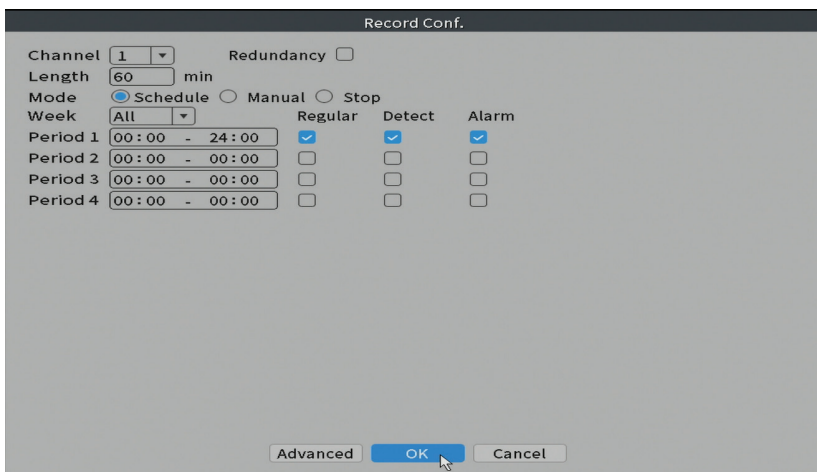 Record Conf.
Channel 1 Redundancy
Length 60 min
Mode Schedule Manual Stop
Week All Regular Detect Alarm
Period 1 00:00 - 24:00
Period 2 00:00 - 00:00
Period 3 00:00 - 00:00
Period 4 00:00 - 00:00
Advanced OK Cancel